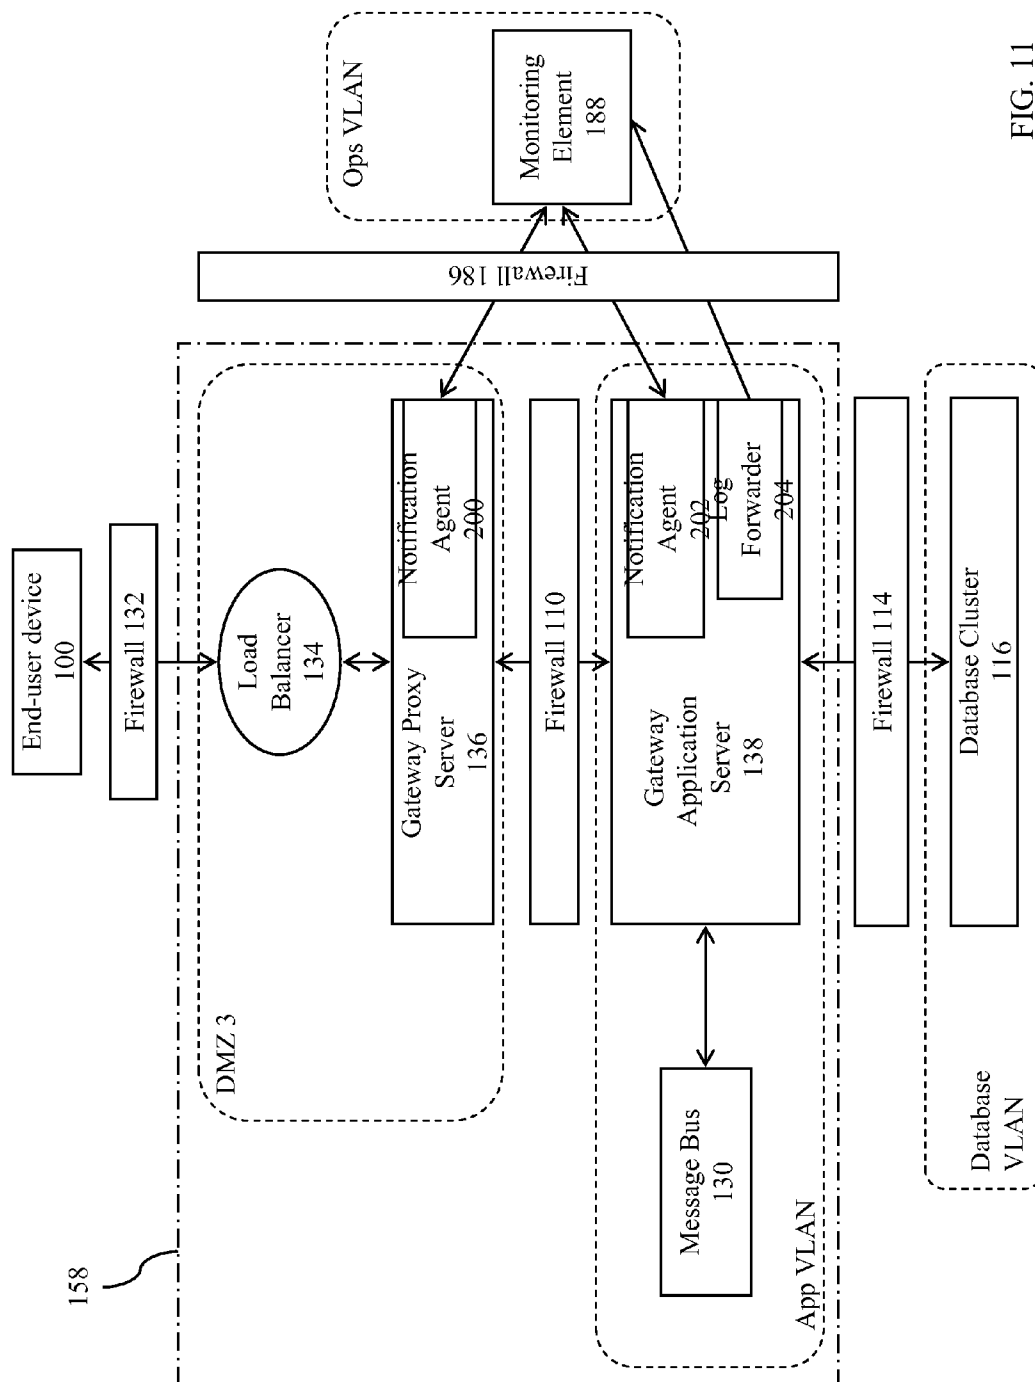 End-user device
100
Firewall 132
Load
Balancer
134
DMZ 3
Gateway Proxy
Server
136
Notification
Agent
200
Firewall 110
Gateway
Application
Server
138
Notification
Agent
202
Log
Forwarder
204
Message Bus
130
App VLAN
Firewall 114
Database Cluster
116
Database
VLAN
Firewall 186
Ops VLAN
Monitoring
Element
188
158
FIG. 11